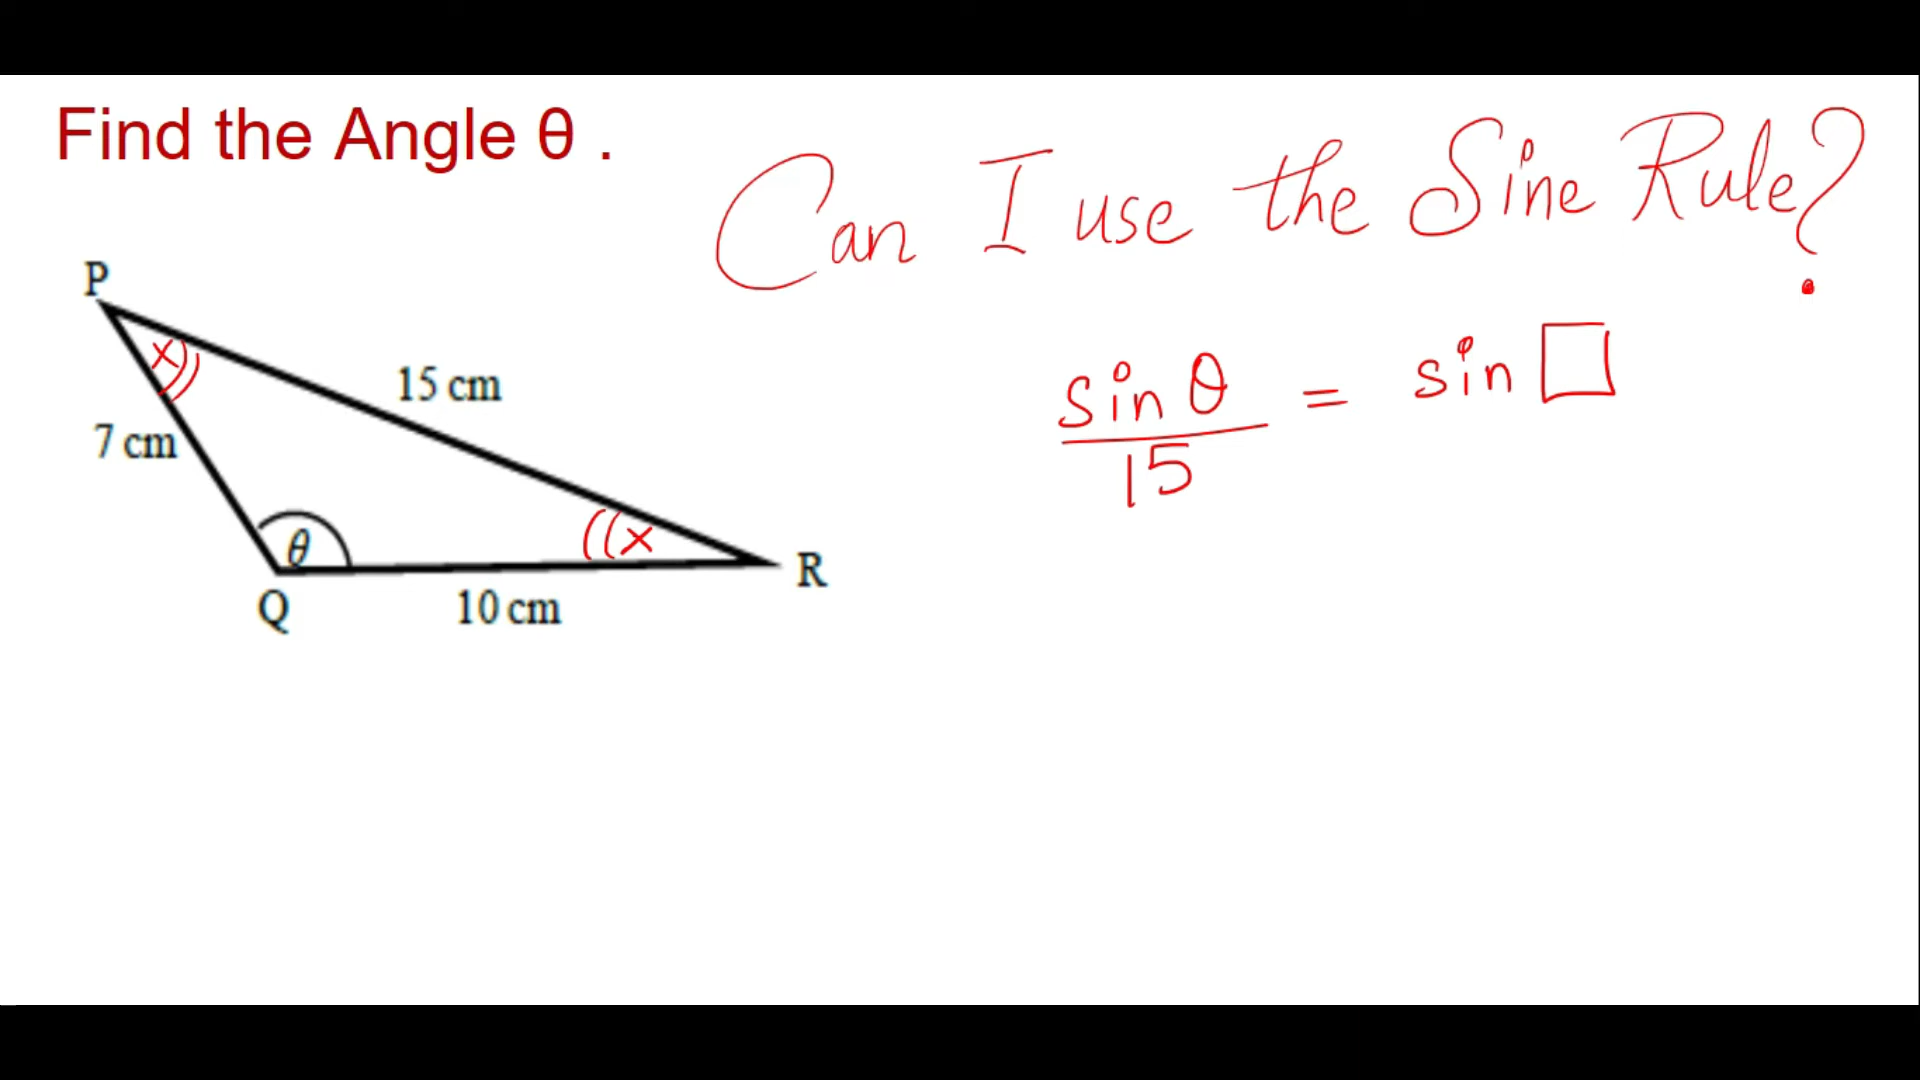 Find the Angle θ .
Can I use the Sine Rule?
P
15 cm
sin θ = sin □
15
7 cm
x
x
θ
R
Q
10 cm